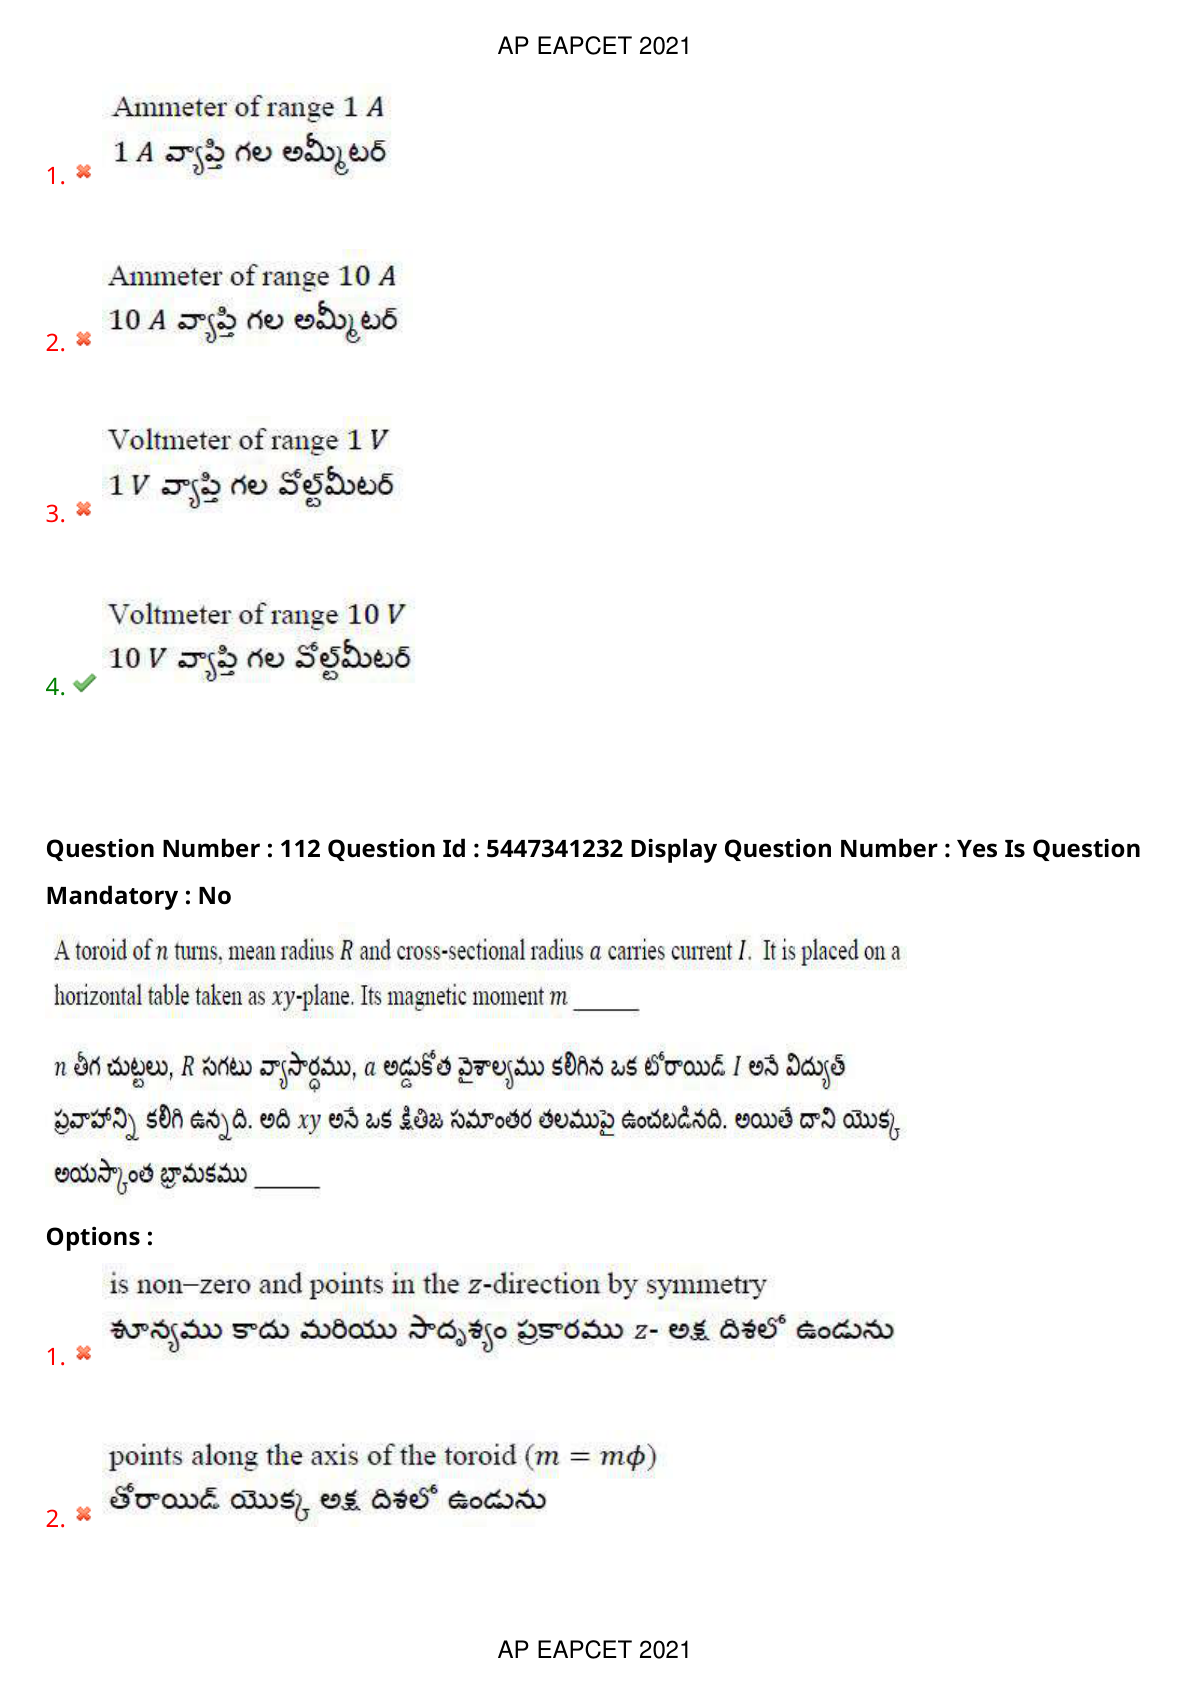 AP EAPCET 2021
Ammeter of range 1 A
1 A వ్యాప్తి గల అమ్మీటర్
1.
Ammeter of range 10 A
10 A వ్యాప్తి గల అమ్మీటర్
2.
Voltmeter of range 1 V
1 V వ్యాప్తి గల వోల్ట్‌మీటర్
3.
Voltmeter of range 10 V
10 V వ్యాప్తి గల వోల్ట్‌మీటర్
4.
Question Number : 112 Question Id : 5447341232 Display Question Number : Yes Is Question
Mandatory : No
A toroid of n turns, mean radius R and cross-sectional radius a carries current I. It is placed on a
horizontal table taken as xy-plane. Its magnetic moment m _____
n తీగ చుట్టలు, R సగటు వ్యాసార్ధము, a అడ్డుకోత వైశాల్యము కలిగిన ఒక టోరాయిడ్ I అనే విద్యుత్
ప్రవాహాన్ని కలిగి ఉన్నది. అది xy అనే ఒక క్షితిజ సమాంతర తలముపై ఉంచబడినది. అయితే దాని యొక్క
అయస్కాంత భ్రామకము _____
Options :
is non−zero and points in the z-direction by symmetry
శూన్యము కాదు మరియు సాదృశ్యం ప్రకారము z- అక్ష దిశలో ఉండును
1.
points along the axis of the toroid (m = mϕ)
తోరాయిడ్ యొక్క అక్ష దిశలో ఉండును
2.
AP EAPCET 2021